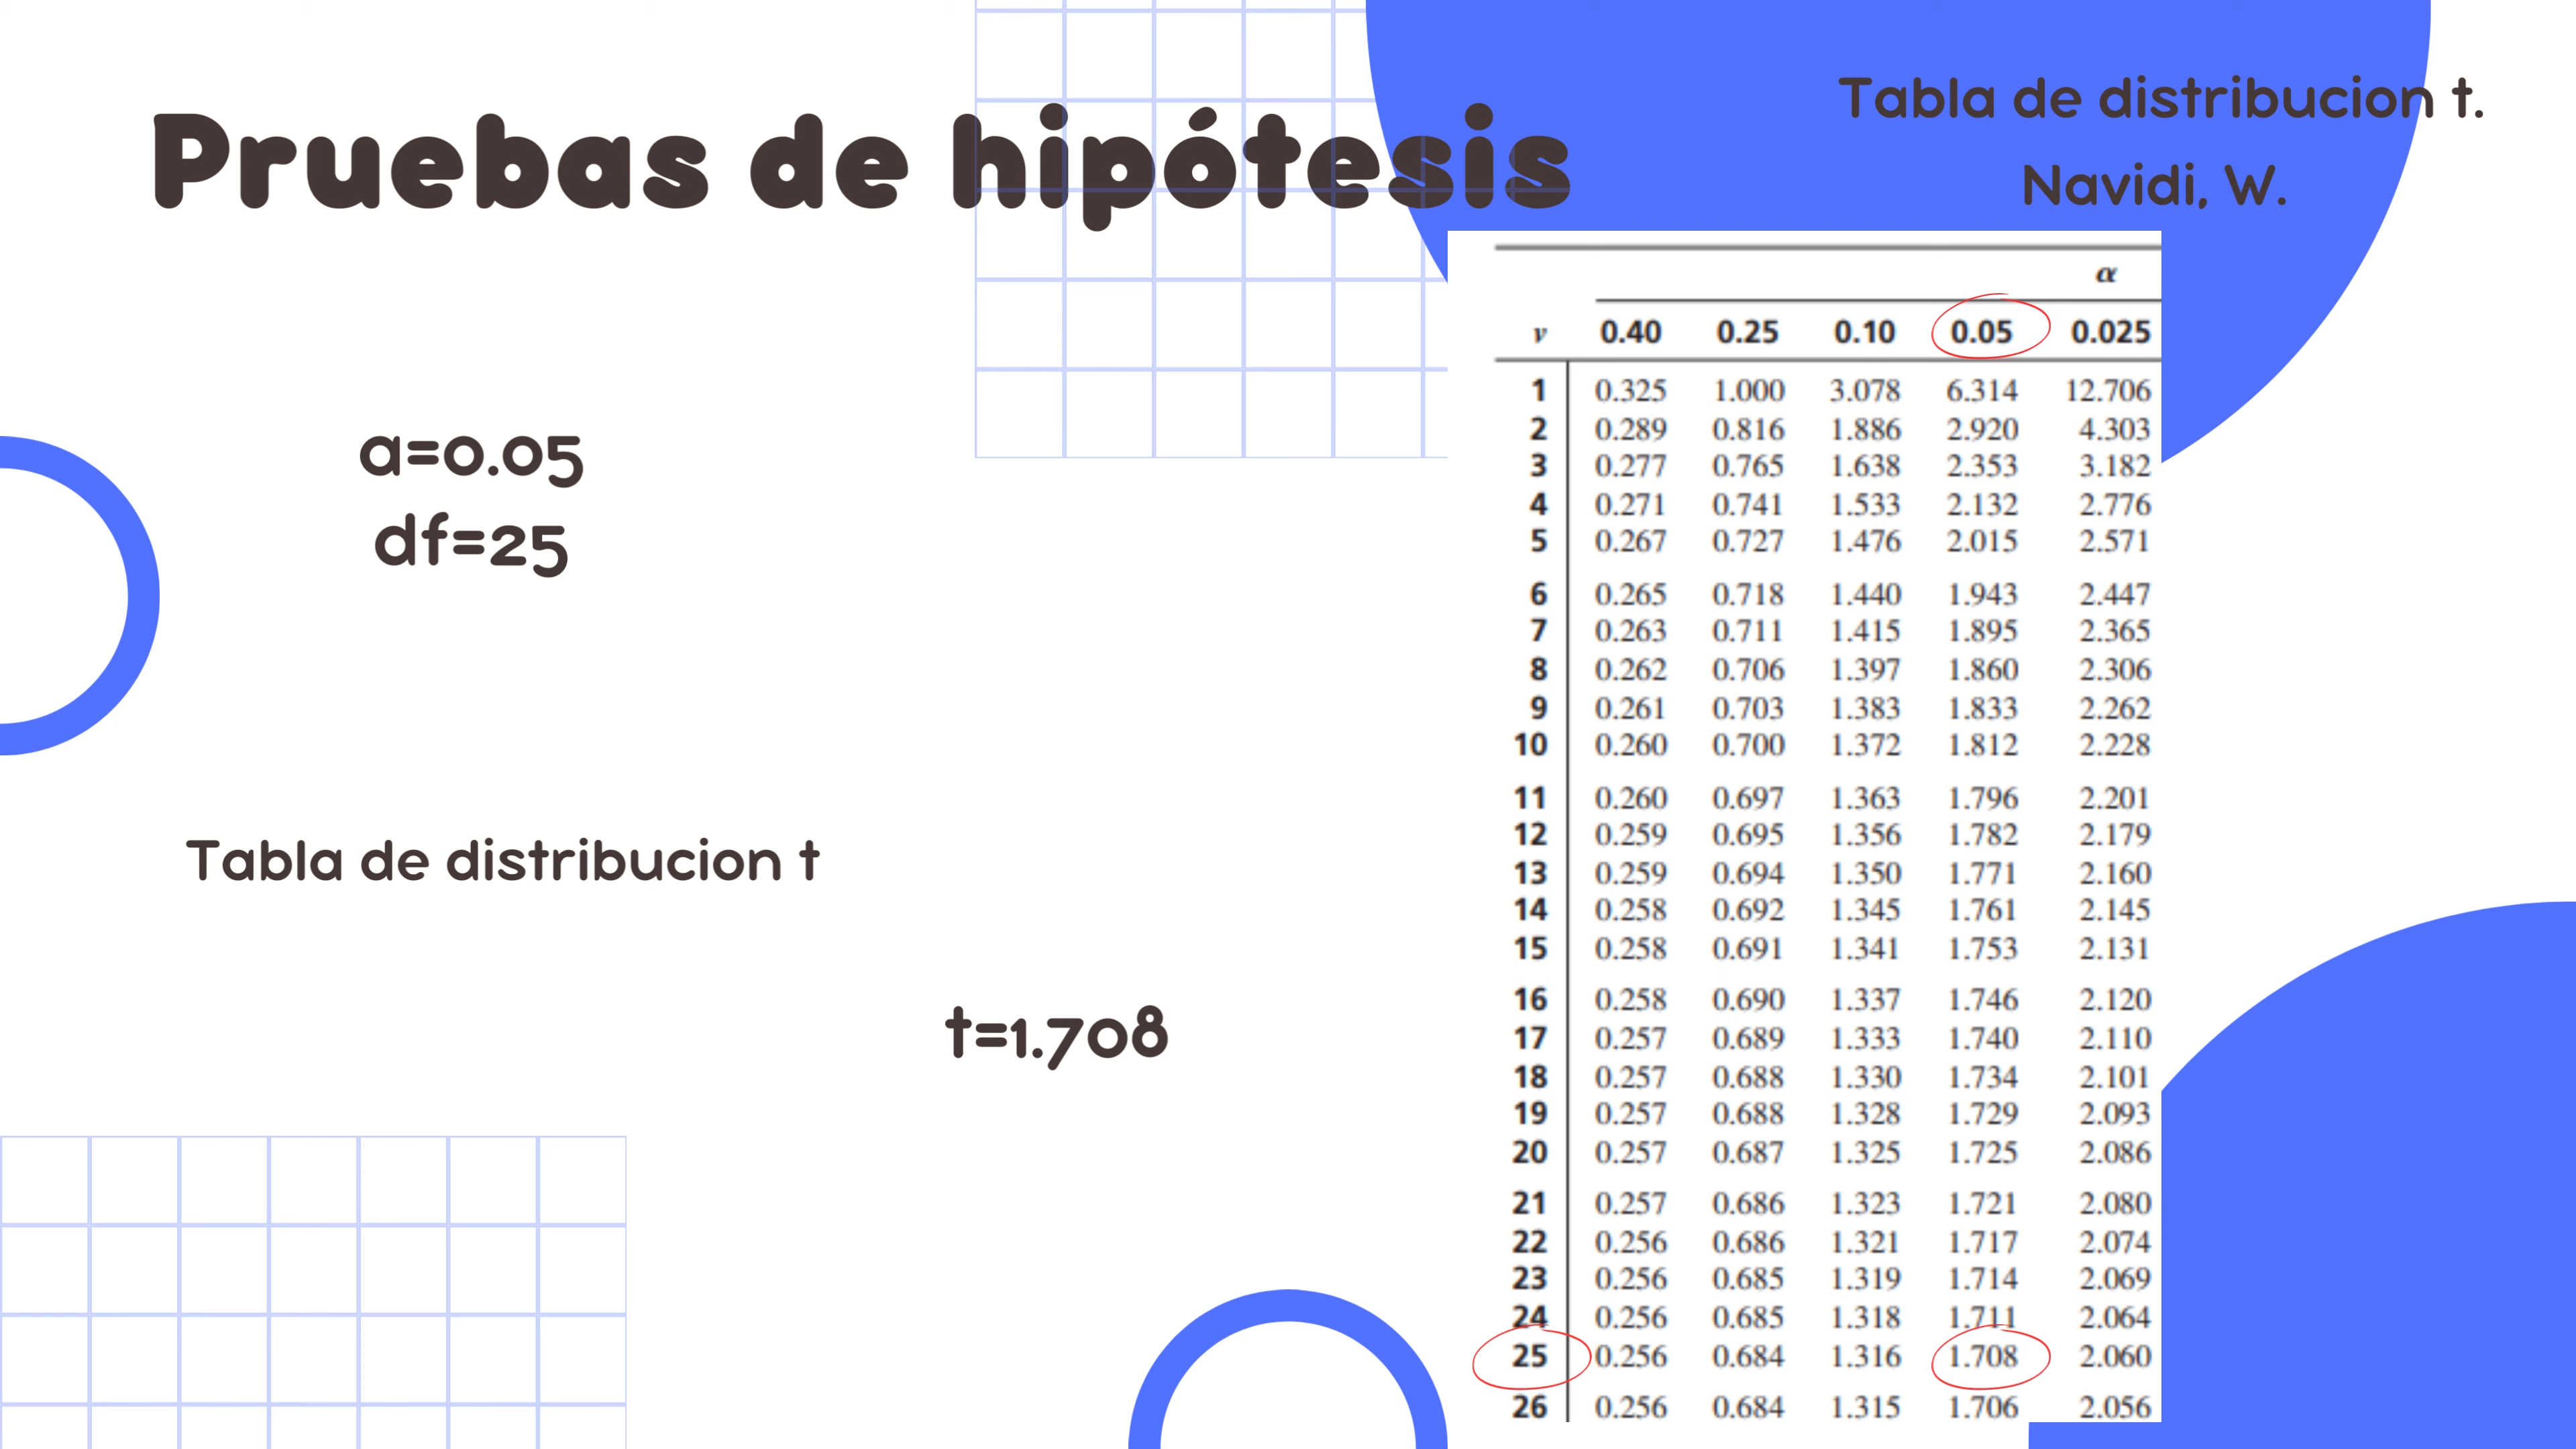 Pruebas de hipótesis
Tabla de distribucion t.
Navidi, W.
a=0.05
df=25
Tabla de distribucion t
t=1.708
α
ν 0.40 0.25 0.10 0.05 0.025
1 0.325 1.000 3.078 6.314 12.706
2 0.289 0.816 1.886 2.920 4.303
3 0.277 0.765 1.638 2.353 3.182
4 0.271 0.741 1.533 2.132 2.776
5 0.267 0.727 1.476 2.015 2.571
6 0.265 0.718 1.440 1.943 2.447
7 0.263 0.711 1.415 1.895 2.365
8 0.262 0.706 1.397 1.860 2.306
9 0.261 0.703 1.383 1.833 2.262
10 0.260 0.700 1.372 1.812 2.228
11 0.260 0.697 1.363 1.796 2.201
12 0.259 0.695 1.356 1.782 2.179
13 0.259 0.694 1.350 1.771 2.160
14 0.258 0.692 1.345 1.761 2.145
15 0.258 0.691 1.341 1.753 2.131
16 0.258 0.690 1.337 1.746 2.120
17 0.257 0.689 1.333 1.740 2.110
18 0.257 0.688 1.330 1.734 2.101
19 0.257 0.688 1.328 1.729 2.093
20 0.257 0.687 1.325 1.725 2.086
21 0.257 0.686 1.323 1.721 2.080
22 0.256 0.686 1.321 1.717 2.074
23 0.256 0.685 1.319 1.714 2.069
24 0.256 0.685 1.318 1.711 2.064
25 0.256 0.684 1.316 1.708 2.060
26 0.256 0.684 1.315 1.706 2.056